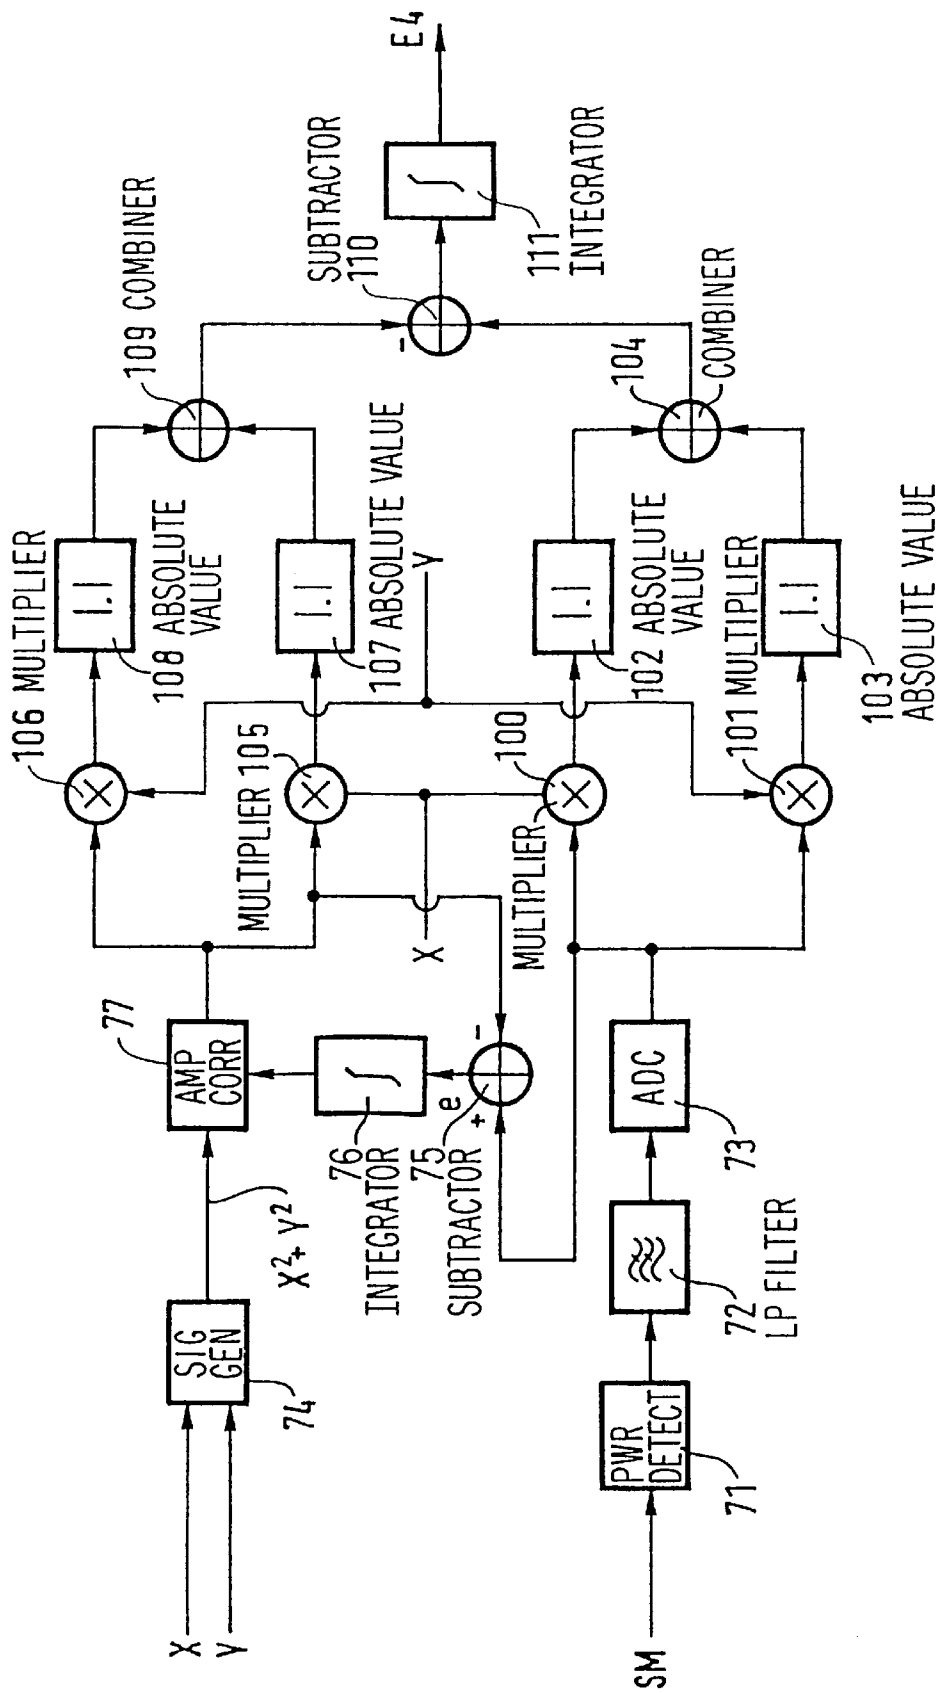 X
Y
SIG
GEN
74
X²+Y²
AMP
CORR
77
106 MULTIPLIER
108 ABSOLUTE
VALUE
|.|
109 COMBINER
MULTIPLIER 105
|.|
107 ABSOLUTE VALUE
Y
X
76
INTEGRATOR
∫
75
SUBTRACTOR
e
+
-
MULTIPLIER
100
|.|
102 ABSOLUTE
VALUE
104
COMBINER
SUBTRACTOR
110
-
∫
111
INTEGRATOR
E4
SM
PWR
DETECT
71
72
LP FILTER
ADC
73
101 MULTIPLIER
|.|
103
ABSOLUTE VALUE